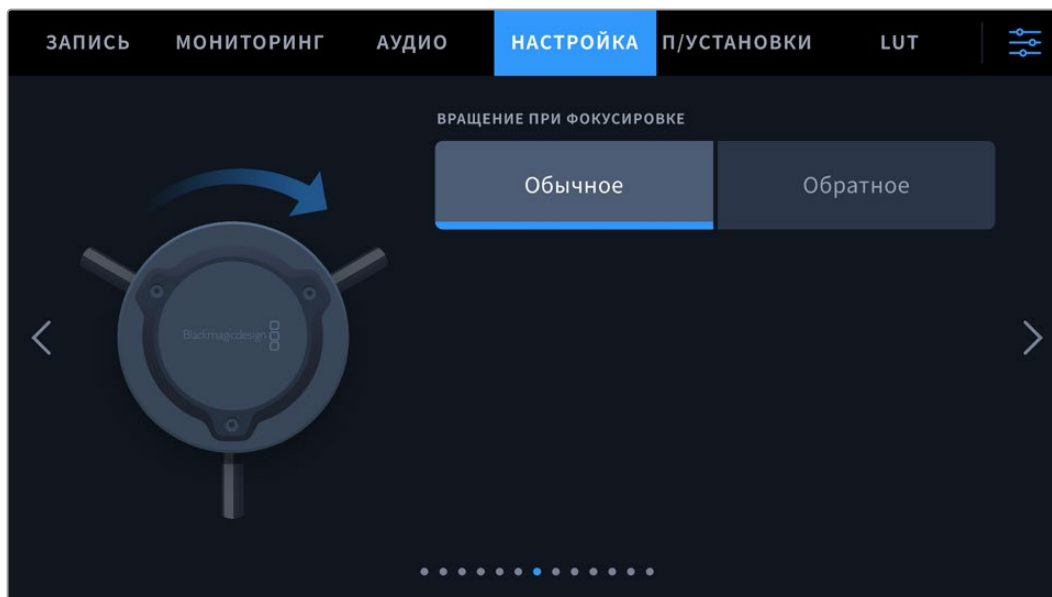 ЗАПИСЬ МОНИТОРИНГ АУДИО НАСТРОЙКА П/УСТАНОВКИ LUT
ВРАЩЕНИЕ ПРИ ФОКУСИРОВКЕ
Обычное Обратное
Blackmagicdesign